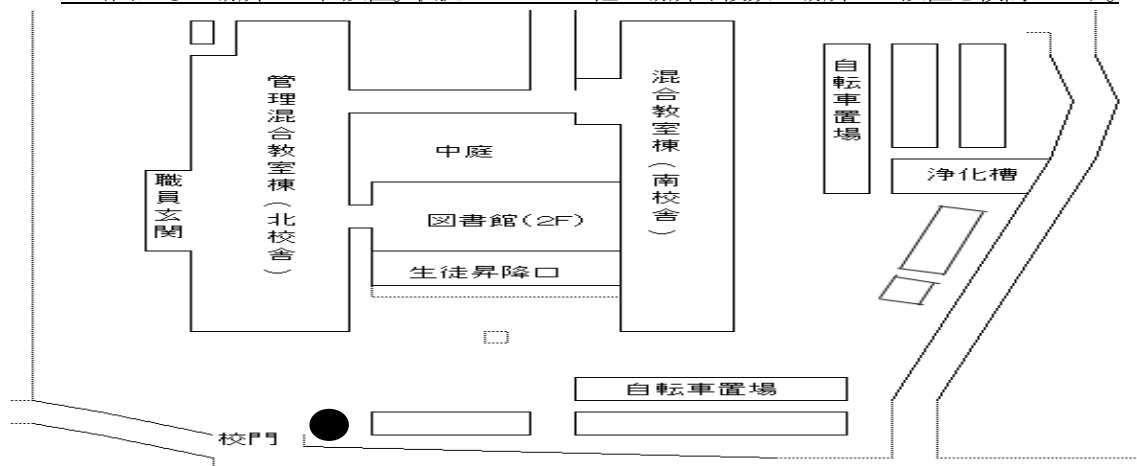 管理混合教室棟(北校舎)
混合教室棟(南校舎)
自転車置場
中庭
浄化槽
職員玄関
図書館(2F)
生徒昇降口
自転車置場
校門